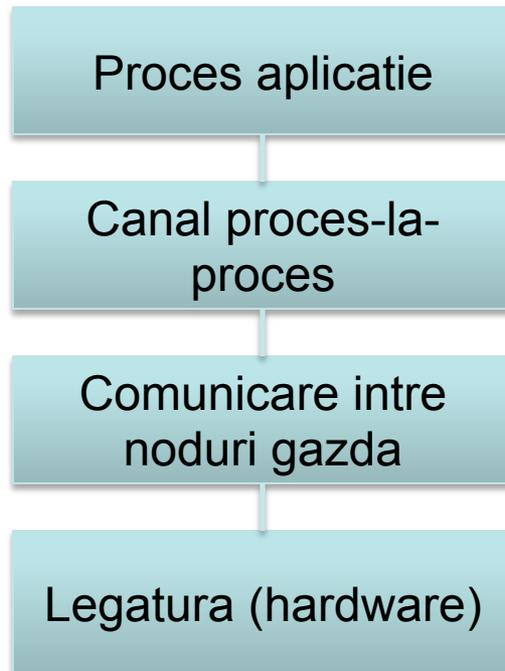 Proces aplicatie
Canal proces-la-
proces
Comunicare intre
noduri gazda
Legatura (hardware)